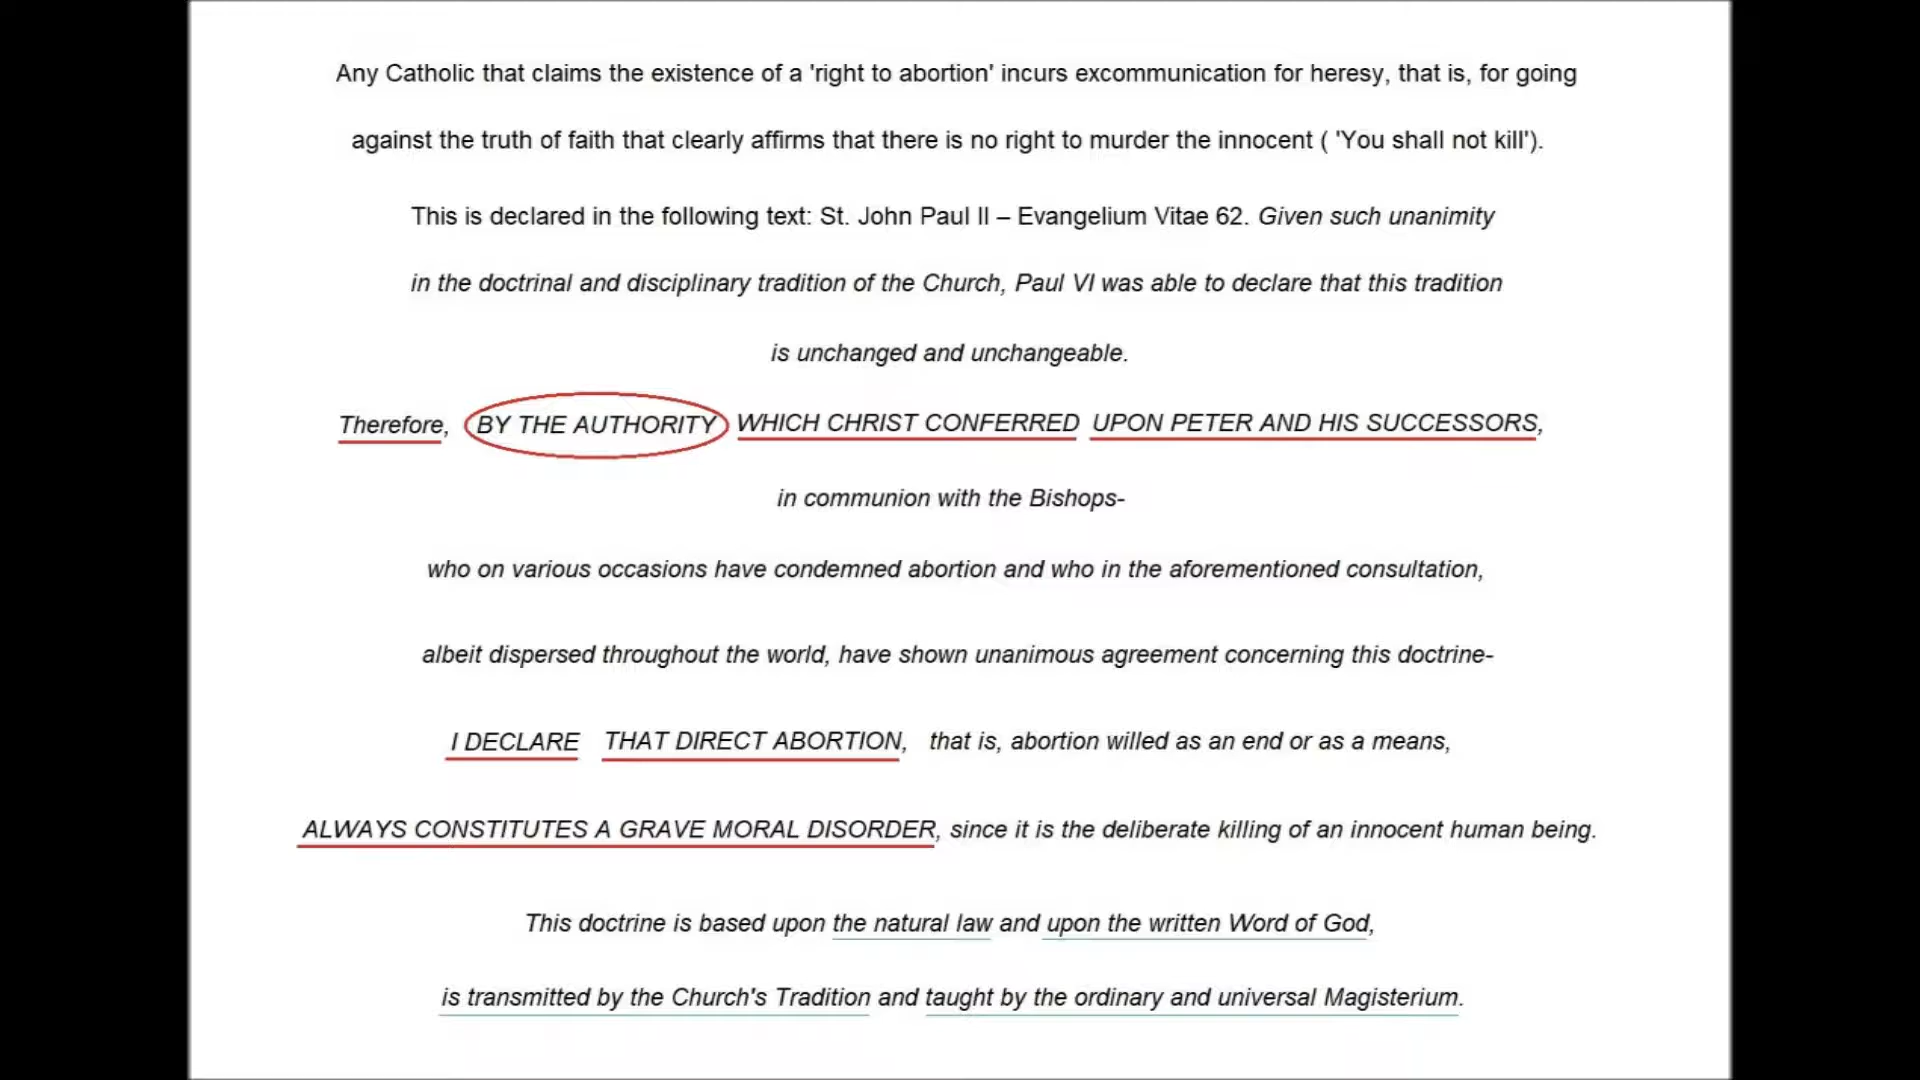 Any Catholic that claims the existence of a 'right to abortion' incurs excommunication for heresy, that is, for going
against the truth of faith that clearly affirms that there is no right to murder the innocent ( 'You shall not kill').
This is declared in the following text: St. John Paul II – Evangelium Vitae 62. Given such unanimity
in the doctrinal and disciplinary tradition of the Church, Paul VI was able to declare that this tradition
is unchanged and unchangeable.
Therefore, BY THE AUTHORITY WHICH CHRIST CONFERRED UPON PETER AND HIS SUCCESSORS,
in communion with the Bishops-
who on various occasions have condemned abortion and who in the aforementioned consultation,
albeit dispersed throughout the world, have shown unanimous agreement concerning this doctrine-
I DECLARE THAT DIRECT ABORTION, that is, abortion willed as an end or as a means,
ALWAYS CONSTITUTES A GRAVE MORAL DISORDER, since it is the deliberate killing of an innocent human being.
This doctrine is based upon the natural law and upon the written Word of God,
is transmitted by the Church's Tradition and taught by the ordinary and universal Magisterium.